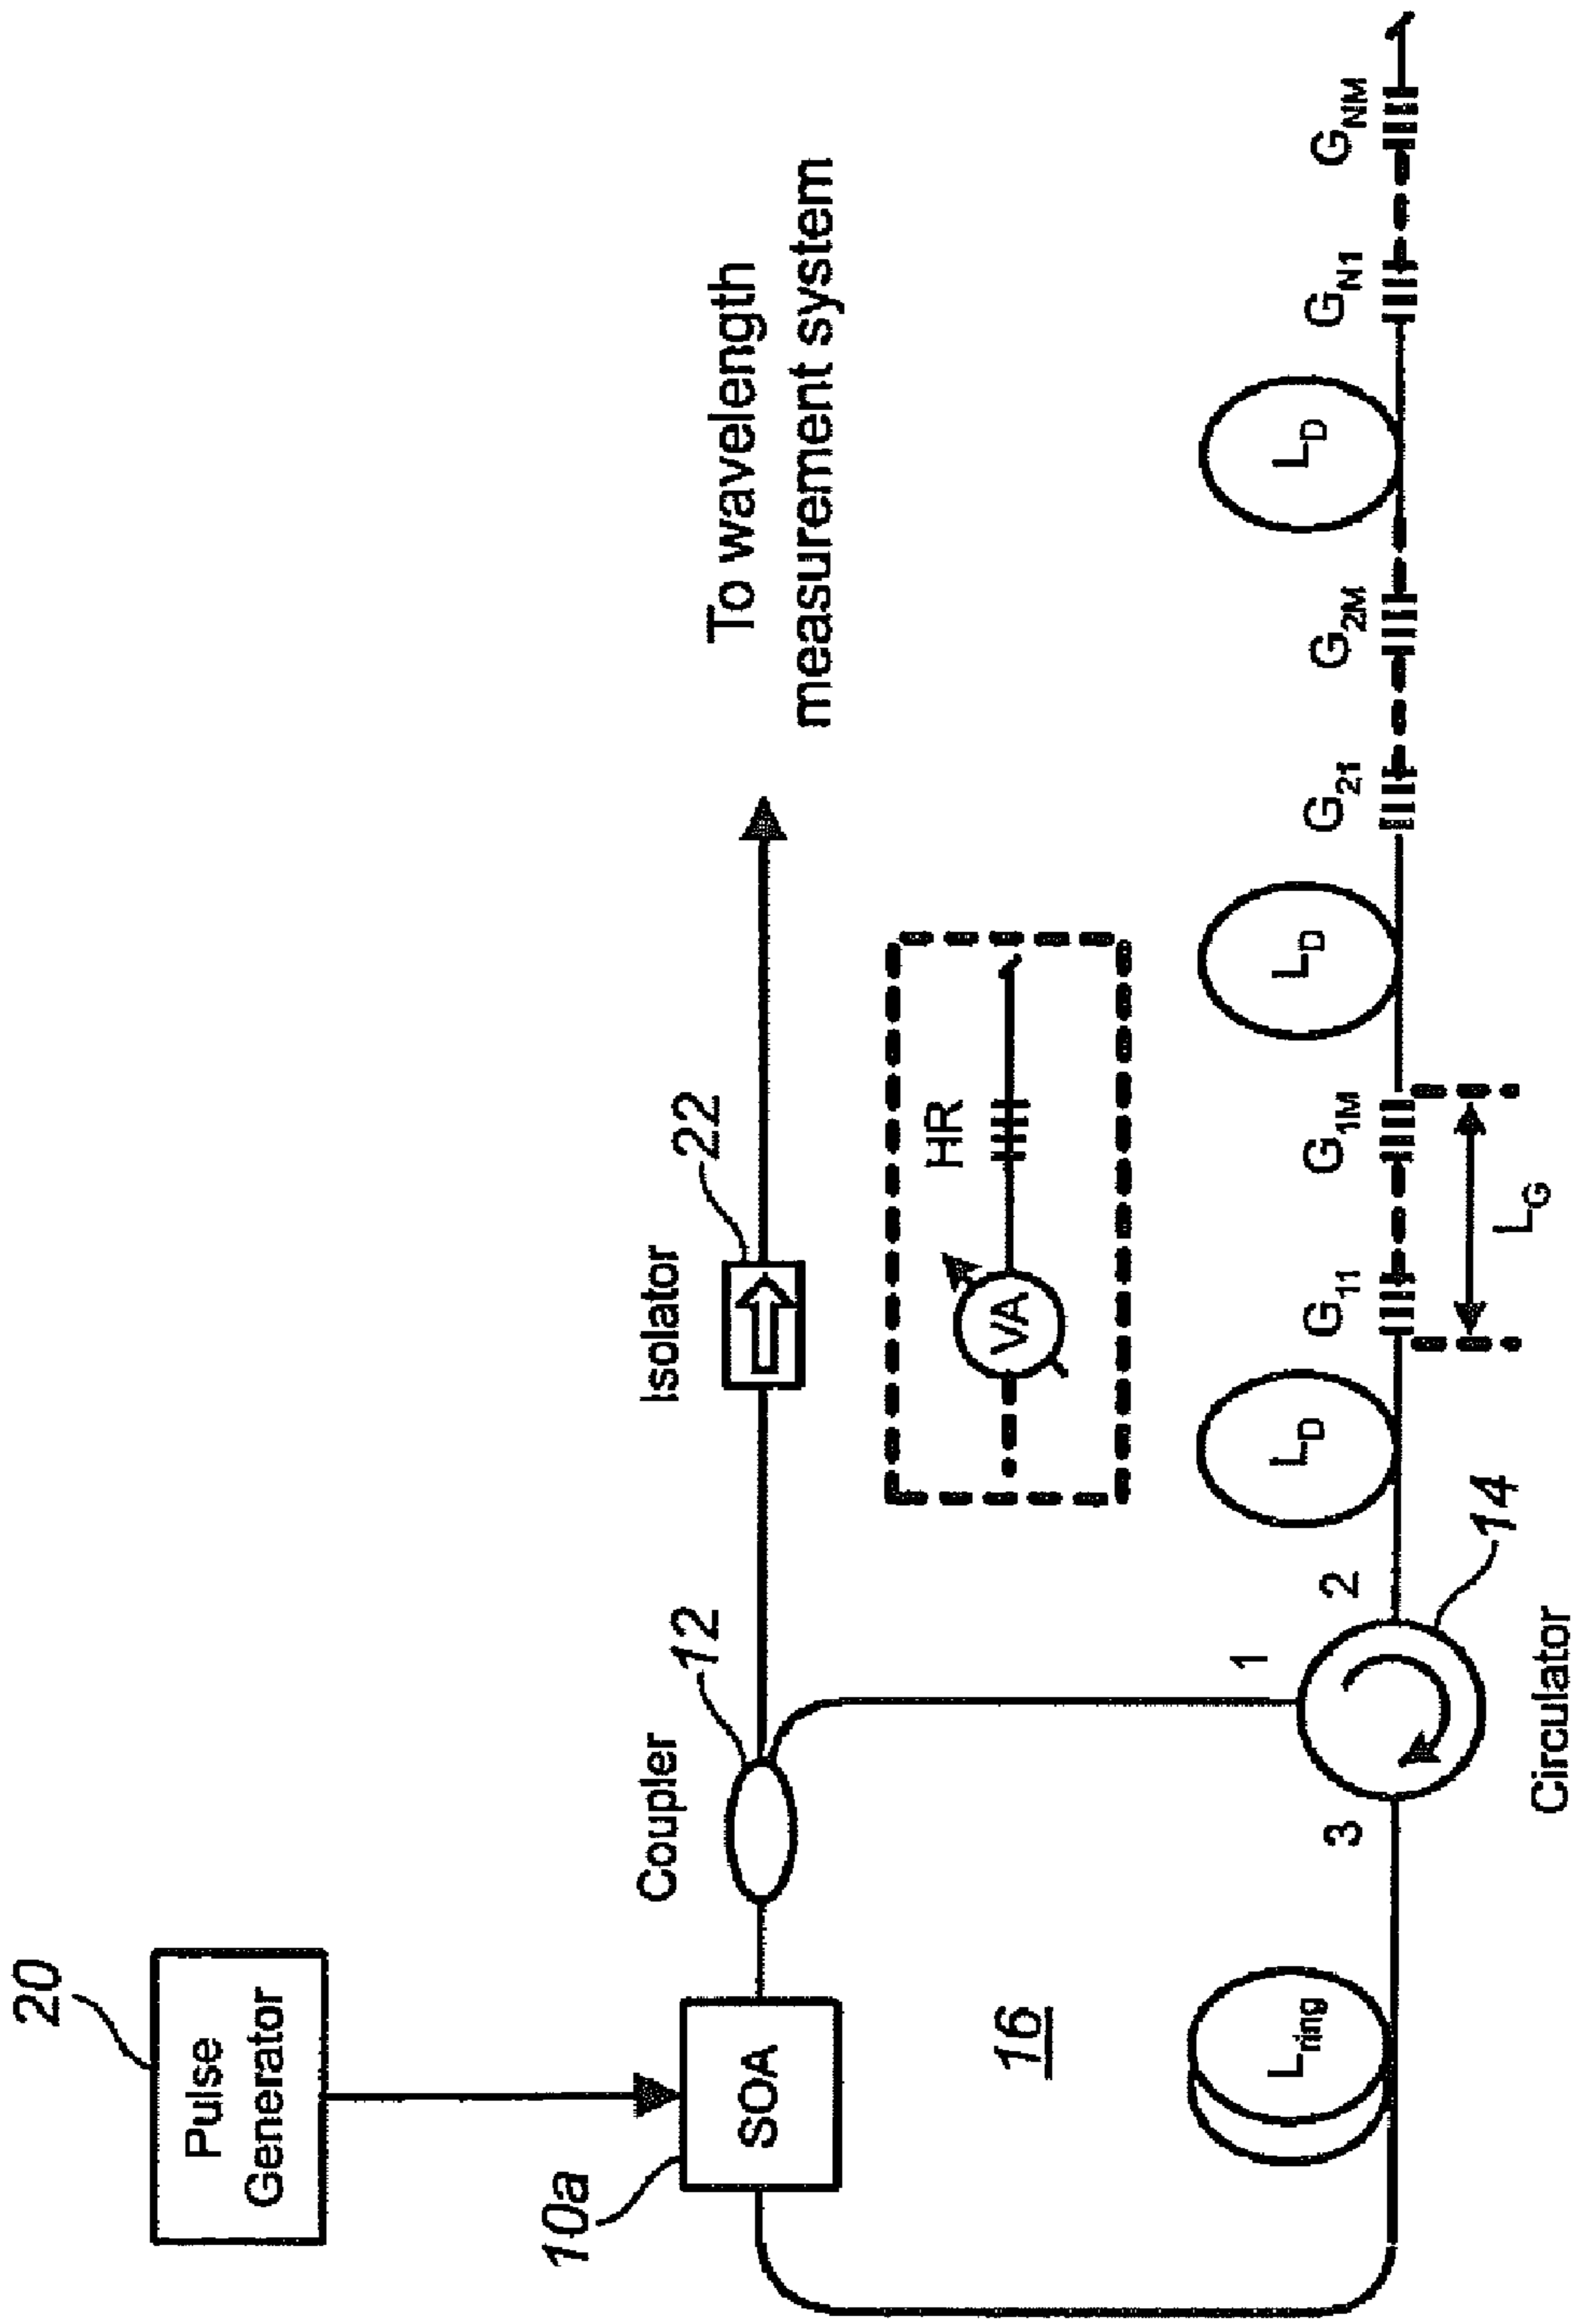 20
Pulse
Generator
10a
SOA
Coupler
12
Isolator
22
To wavelength
measurement system
16
HR
VA
L_ring
3
1
2
14
Circulator
L_D
G_11
G_1M
L_G
L_D
G_21
G_2M
L_D
G_N1
G_NM